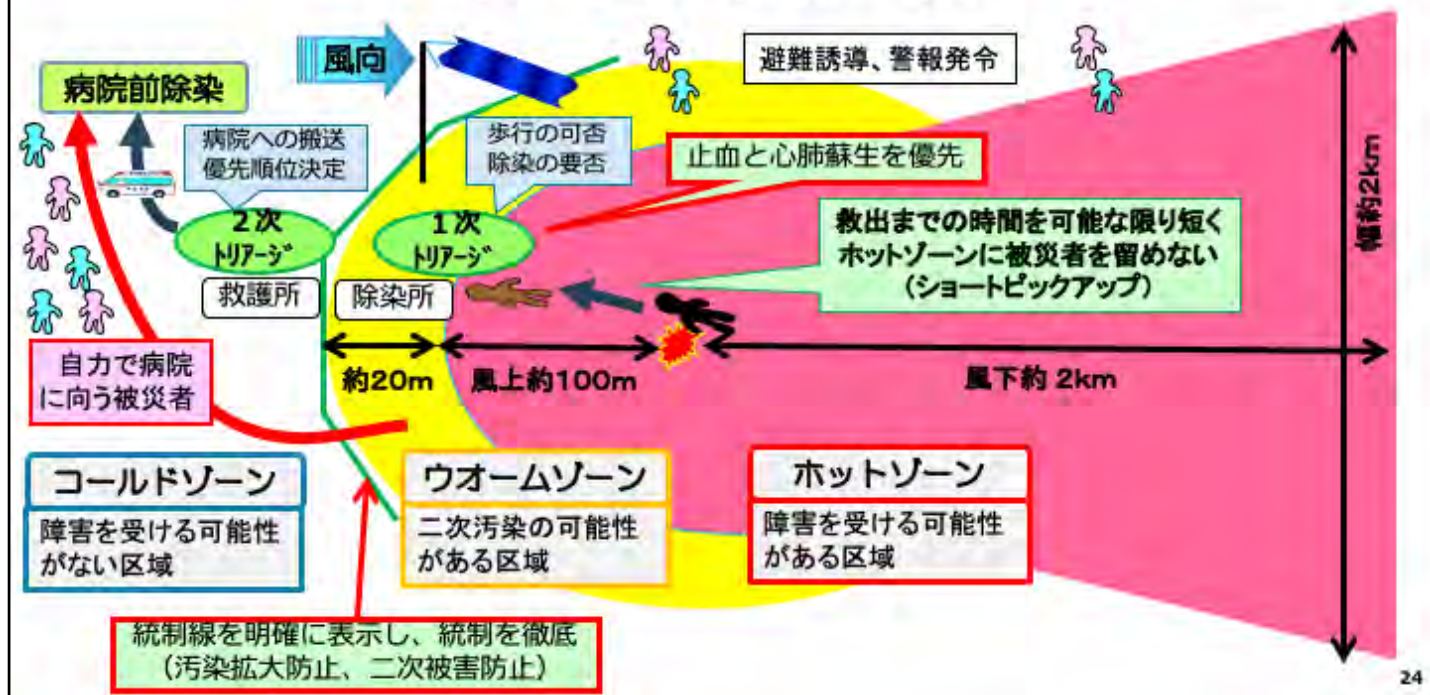 風向
避難誘導、警報発令
病院前除染
病院への搬送
優先順位決定
歩行の可否
除染の要否
止血と心肺蘇生を優先
2次
ﾄﾘｱｰｼﾞ
1次
ﾄﾘｱｰｼﾞ
救出までの時間を可能な限り短く
ホットゾーンに被災者を留めない
(ショートピックアップ)
幅約2km
救護所
除染所
自力で病院
に向う被災者
約20m
風上約100m
風下約 2km
コールドゾーン
障害を受ける可能性
がない区域
ウオームゾーン
二次汚染の可能性
がある区域
ホットゾーン
障害を受ける可能性
がある区域
統制線を明確に表示し、統制を徹底
(汚染拡大防止、二次被害防止)
24